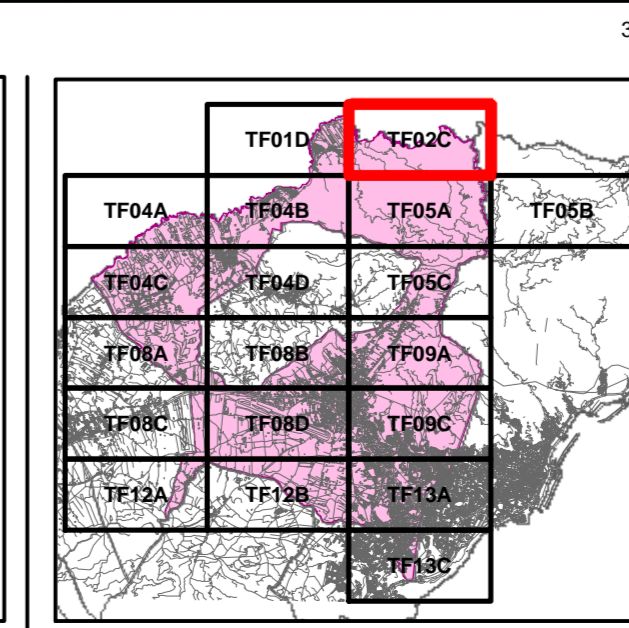 3
TF01D TF02C
TF04A TF04B TF05A TF05B
TF04C TF04D TF05C
TF08A TF08B TF09A
TF08C TF08D TF09C
TF12A TF12B TF13A
TF13C